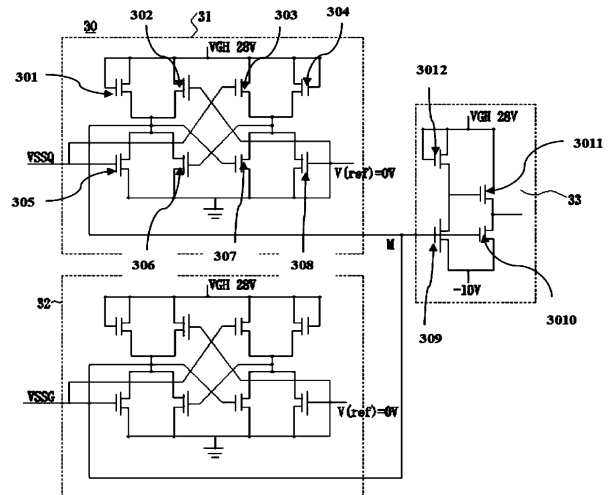 30
31
302
303
304
VGH 28V
301
3012
VGH 28V
3011
VSSQ
V(ref)=0V
33
305
M
306
307
308
309
-10V
3010
32
VGH 28V
VSSG
V(ref)=0V